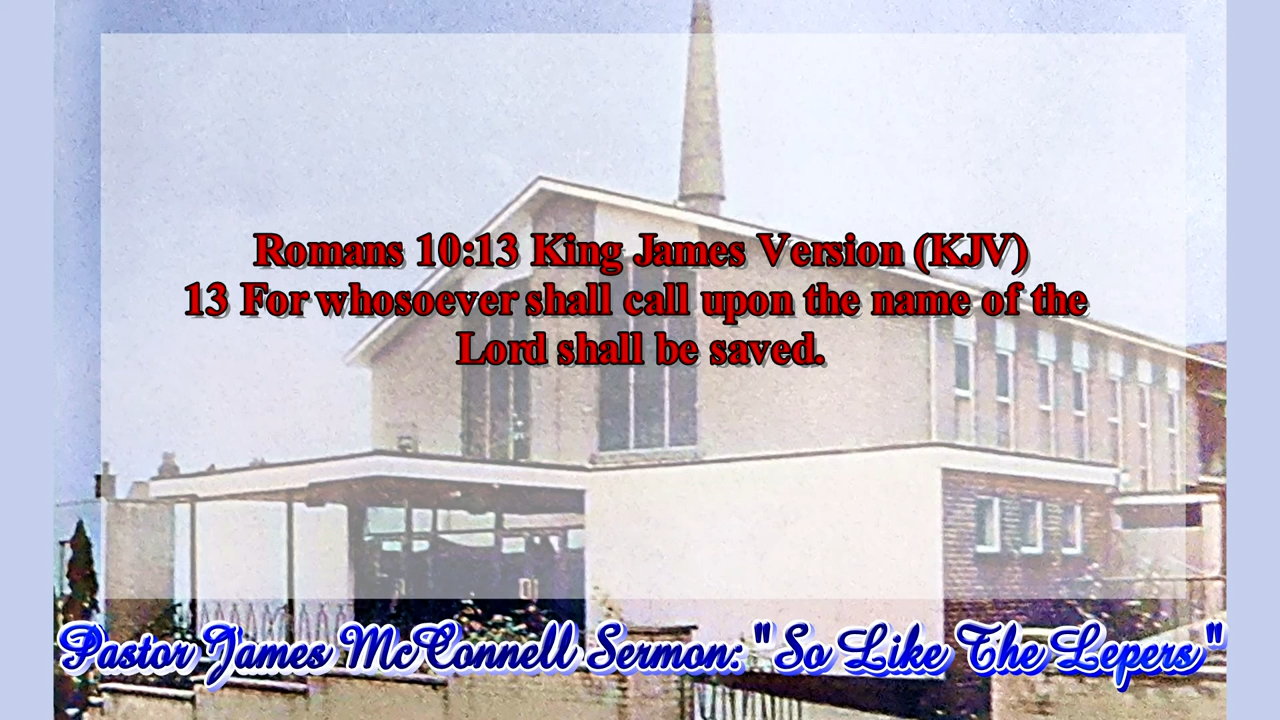 Romans 10:13 King James Version (KJV)
13 For whosoever shall call upon the name of the
Lord shall be saved.
Pastor James McConnell Sermon: "So Like The Lepers"